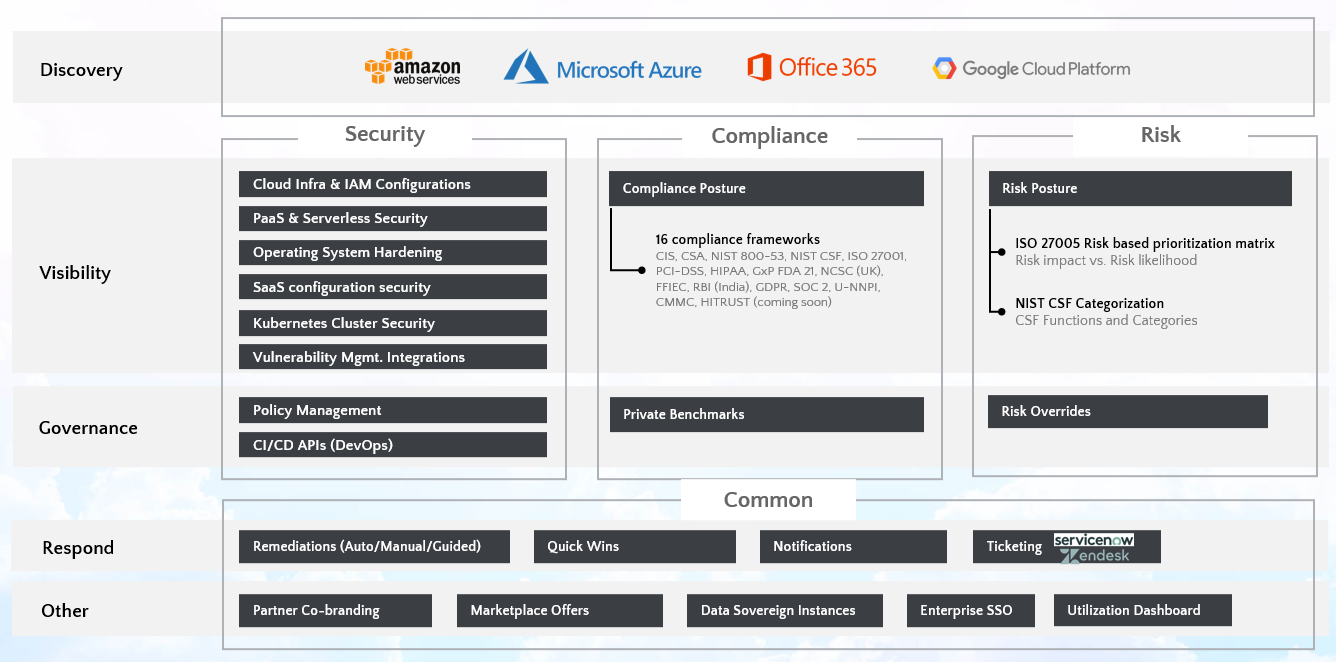 Discovery
amazon
web services
Microsoft Azure
Office 365
Google Cloud Platform
Security
Compliance
Risk
Visibility
Cloud Infra & IAM Configurations
PaaS & Serverless Security
Operating System Hardening
SaaS configuration security
Kubernetes Cluster Security
Vulnerability Mgmt. Integrations
Compliance Posture
16 compliance frameworks
CIS, CSA, NIST 800-53, NIST CSF, ISO 27001,
PCI-DSS, HIPAA, GxP FDA 21, NCSC (UK),
FFIEC, RBI (India), GDPR, SOC 2, U-NNPI,
CMMC, HITRUST (coming soon)
Risk Posture
ISO 27005 Risk based prioritization matrix
Risk impact vs. Risk likelihood
NIST CSF Categorization
CSF Functions and Categories
Governance
Policy Management
CI/CD APIs (DevOps)
Private Benchmarks
Risk Overrides
Common
Respond
Remediations (Auto/Manual/Guided)
Quick Wins
Notifications
Ticketing
servicenow
zendesk
Other
Partner Co-branding
Marketplace Offers
Data Sovereign Instances
Enterprise SSO
Utilization Dashboard